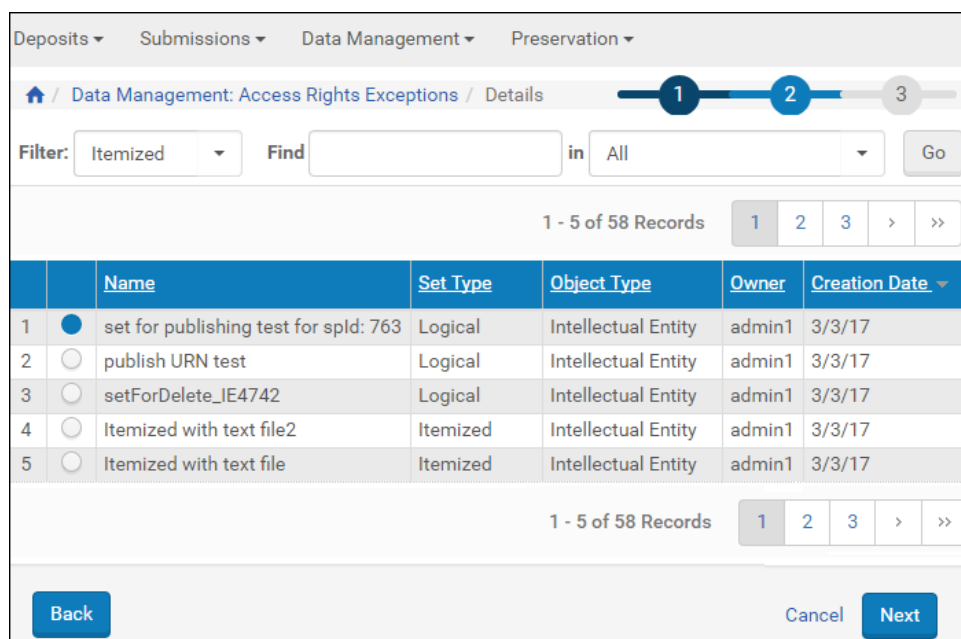 Deposits Submissions Data Management Preservation
/ Data Management: Access Rights Exceptions / Details 1 2 3
Filter: Itemized Find in All Go
1 - 5 of 58 Records 1 2 3 > >>
Name Set Type Object Type Owner Creation Date
1 set for publishing test for spId: 763 Logical Intellectual Entity admin1 3/3/17
2 publish URN test Logical Intellectual Entity admin1 3/3/17
3 setForDelete_IE4742 Logical Intellectual Entity admin1 3/3/17
4 Itemized with text file2 Itemized Intellectual Entity admin1 3/3/17
5 Itemized with text file Itemized Intellectual Entity admin1 3/3/17
1 - 5 of 58 Records 1 2 3 > >>
Back Cancel Next